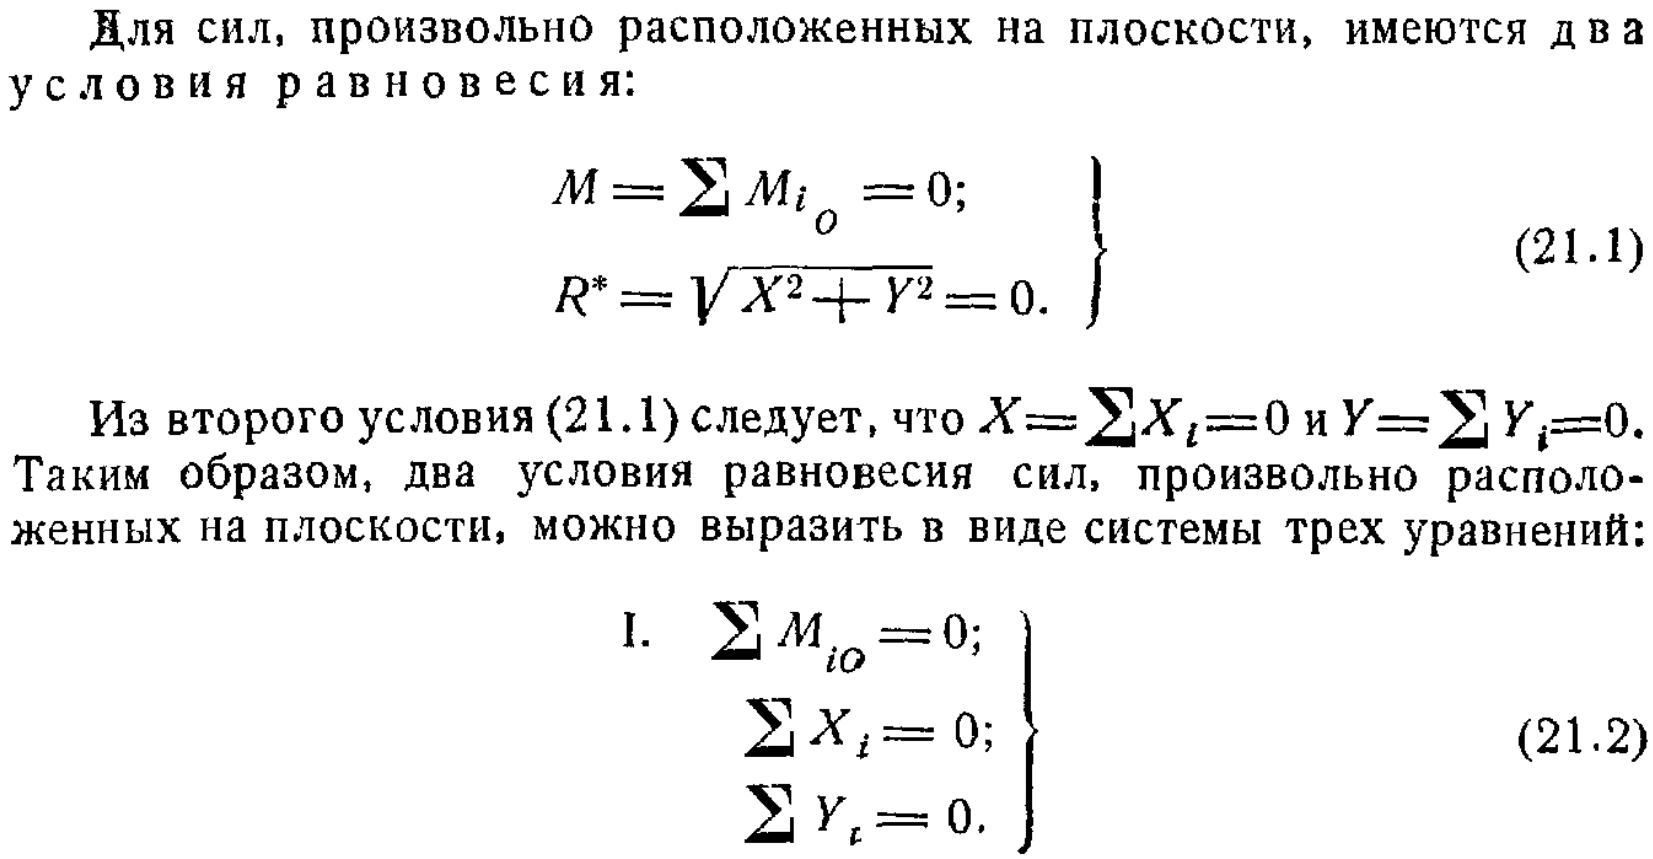 Для сил, произвольно расположенных на плоскости, имеются два
условия равновесия:
M = ∑ M_{i_O} = 0;
R* = √(X² + Y²) = 0.
(21.1)
Из второго условия (21.1) следует, что X = ∑X_i = 0 и Y = ∑ Y_i = 0.
Таким образом, два условия равновесия сил, произвольно располо-
женных на плоскости, можно выразить в виде системы трех уравнений:
I. ∑ M_{iO} = 0;
∑ X_i = 0;
∑ Y_i = 0.
(21.2)